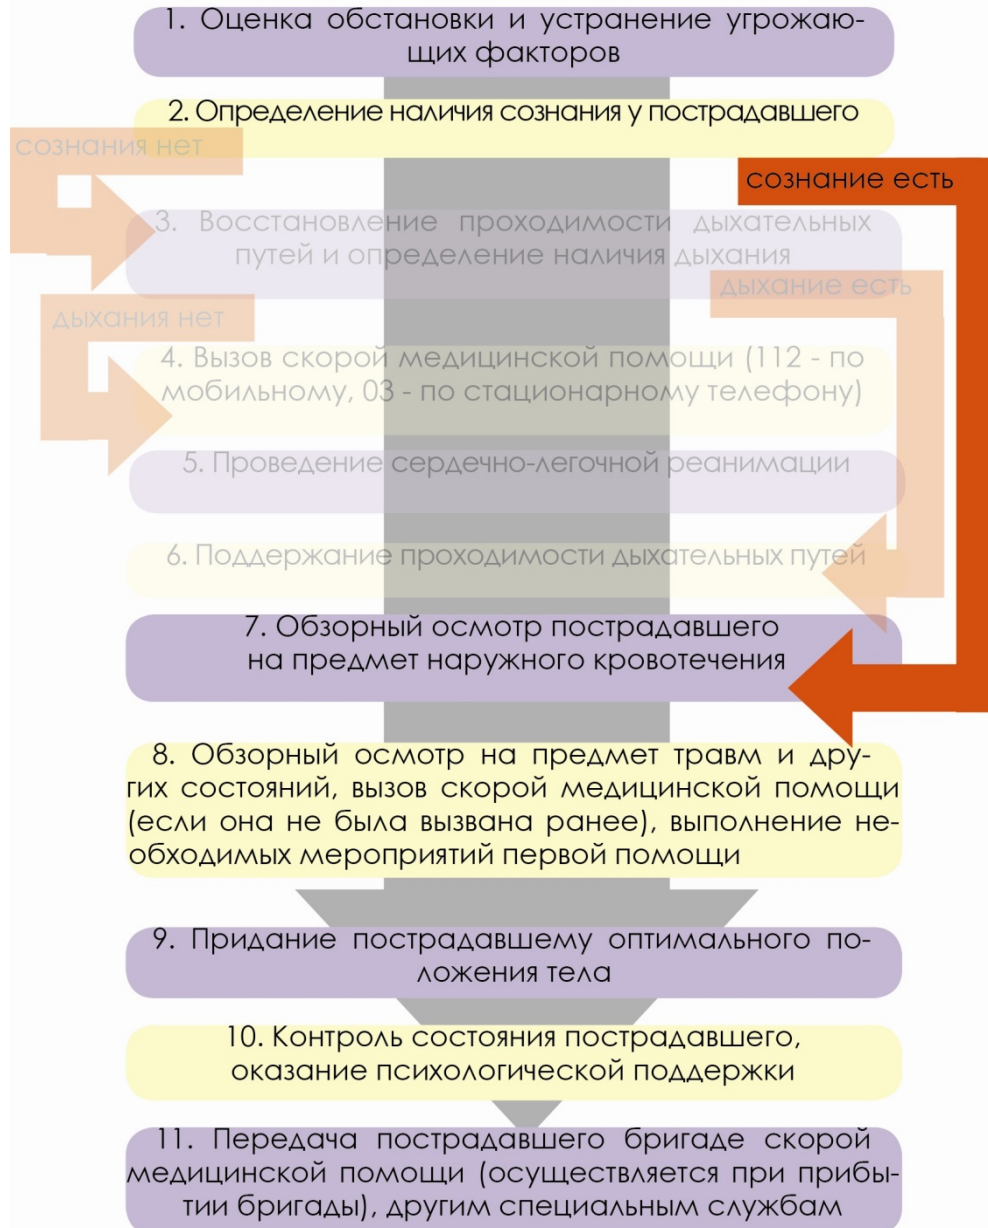 1. Оценка обстановки и устранение угрожаю-
щих факторов
2. Определение наличия сознания у пострадавшего
сознания нет
сознание есть
3. Восстановление проходимости дыхательных
путей и определение наличия дыхания
дыхание есть
дыхания нет
4. Вызов скорой медицинской помощи (112 - по
мобильному, 03 - по стационарному телефону)
5. Проведение сердечно-легочной реанимации
6. Поддержание проходимости дыхательных путей
7. Обзорный осмотр пострадавшего
на предмет наружного кровотечения
8. Обзорный осмотр на предмет травм и дру-
гих состояний, вызов скорой медицинской помощи
(если она не была вызвана ранее), выполнение не-
обходимых мероприятий первой помощи
9. Придание пострадавшему оптимального по-
ложения тела
10. Контроль состояния пострадавшего,
оказание психологической поддержки
11. Передача пострадавшего бригаде скорой
медицинской помощи (осуществляется при прибы-
тии бригады), другим специальным службам